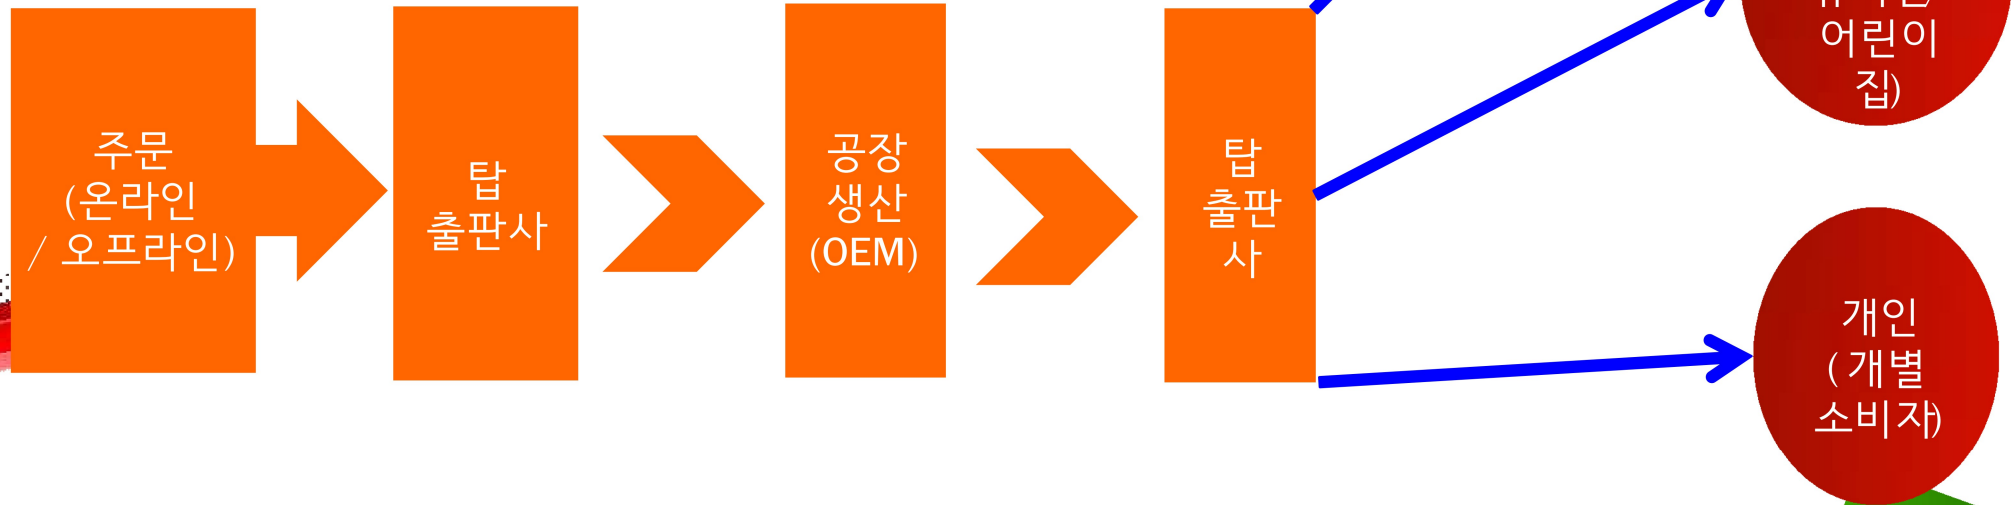 주문
(온라인
/ 오프라인)
탑
출판사
공장
생산
(OEM)
탑
출판
사
어린이
집)
개인
( 개별
소비자)